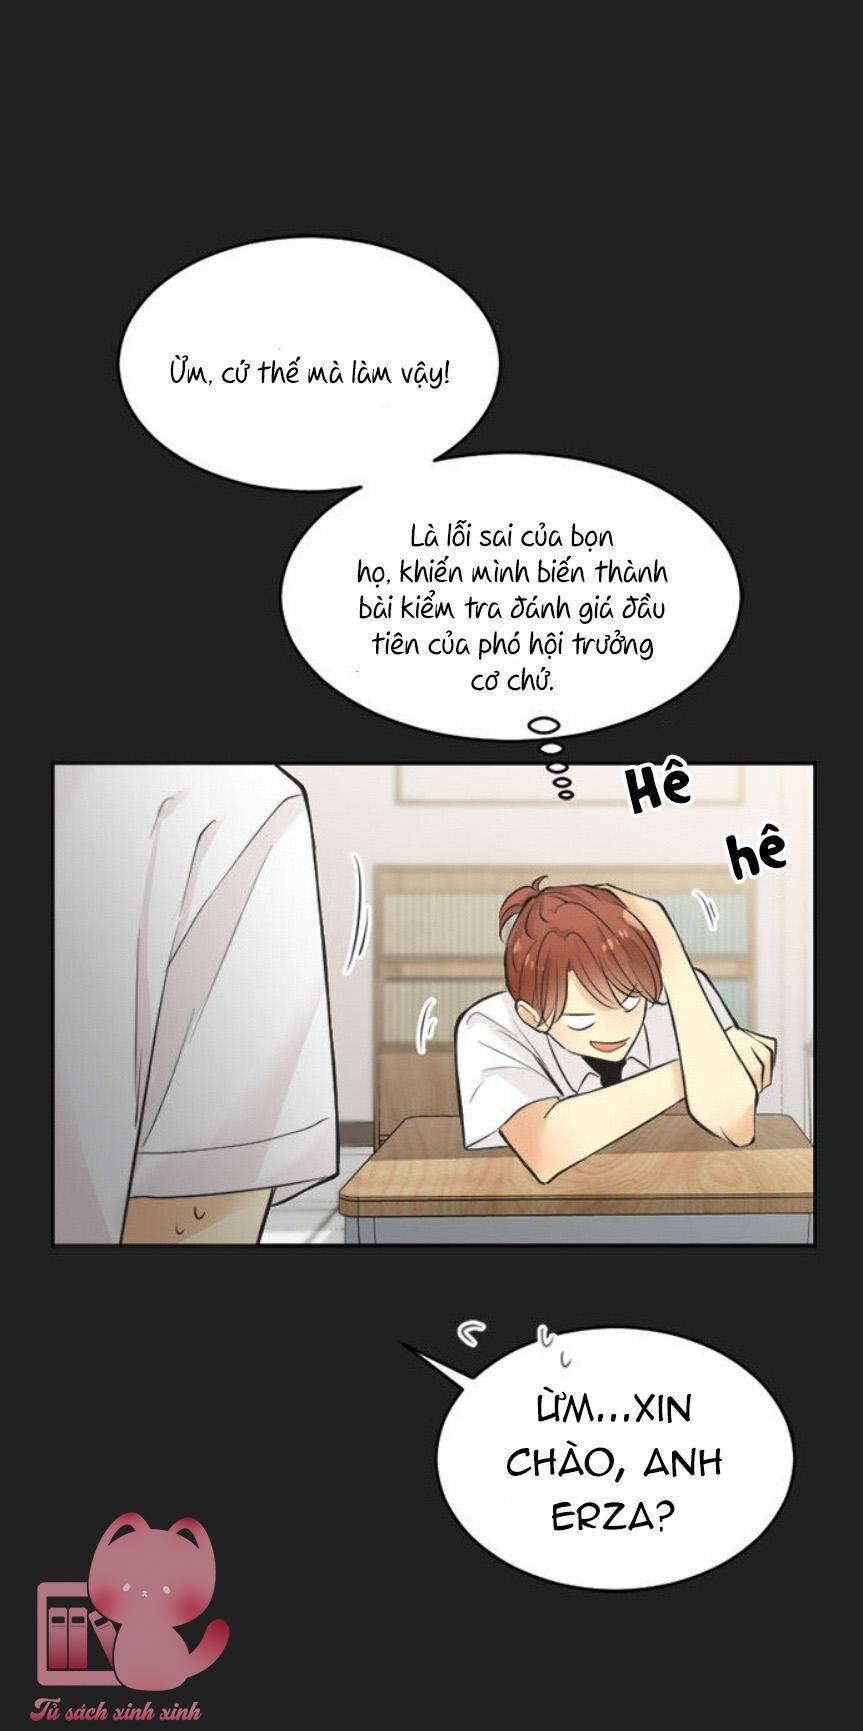 Ừm, cứ thế mà làm vậy!
Là lỗi sai của bọn
họ, khiến mình biến thành
bài kiểm tra đánh giá đầu
tiên của phó hội trưởng
cơ chứ.
Hê
hê
ỪM...XIN
CHÀO, ANH
ERZA?
Tủ sách xinh xinh